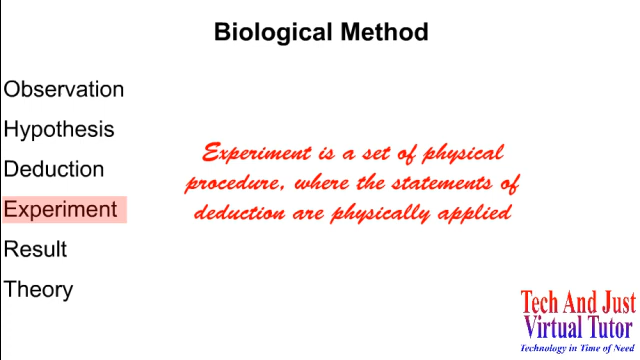 Biological Method
Observation
Hypothesis
Deduction
Experiment
Result
Theory
Experiment is a set of physical
procedure, where the statements of
deduction are physically applied
Tech And Just
Virtual Tutor
Technology in Time of Need